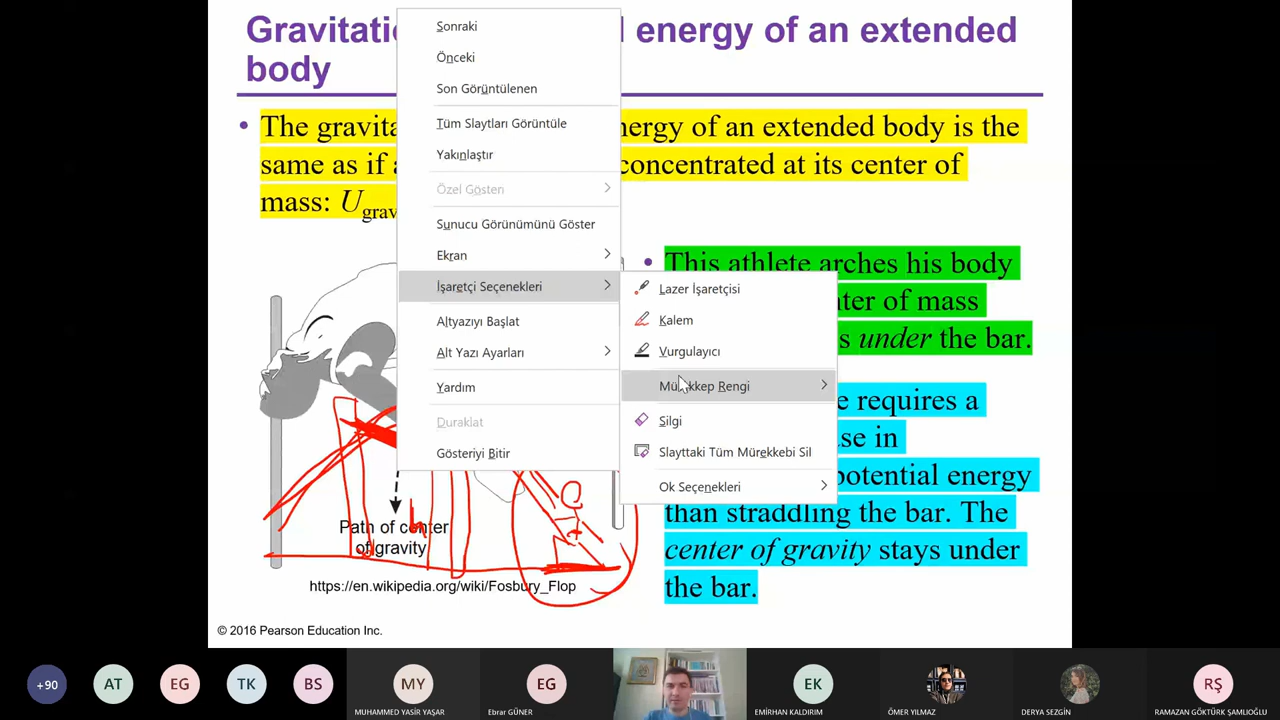 Gravitati
l energy of an extended
body
• The gravita
nergy of an extended body is the
same as if
concentrated at its center of
mass: Ugrav
• This athlete arches his body
nter of mass
s under the bar.
e requires a
se in
potential energy
than straddling the bar. The
center of gravity stays under
the bar.
Sonraki
Önceki
Son Görüntülenen
Tüm Slaytları Görüntüle
Yakınlaştır
Özel Gösteri
Sunucu Görünümünü Göster
Ekran
İşaretçi Seçenekleri
Altyazıyı Başlat
Alt Yazı Ayarları
Yardım
Duraklat
Gösteriyi Bitir
Lazer İşaretçisi
Kalem
Vurgulayıcı
Mürekkep Rengi
Silgi
Slayttaki Tüm Mürekkebi Sil
Ok Seçenekleri
h
Path of center
of gravity
https://en.wikipedia.org/wiki/Fosbury_Flop
© 2016 Pearson Education Inc.
+90
AT
EG
TK
BS
MY
MUHAMMED YASİR YAŞAR
EG
Ebrar GÜNER
EK
EMİRHAN KALDIRIM
ÖMER YILMAZ
DERYA SEZGİN
RŞ
RAMAZAN GÖKTÜRK ŞAMLIOĞLU